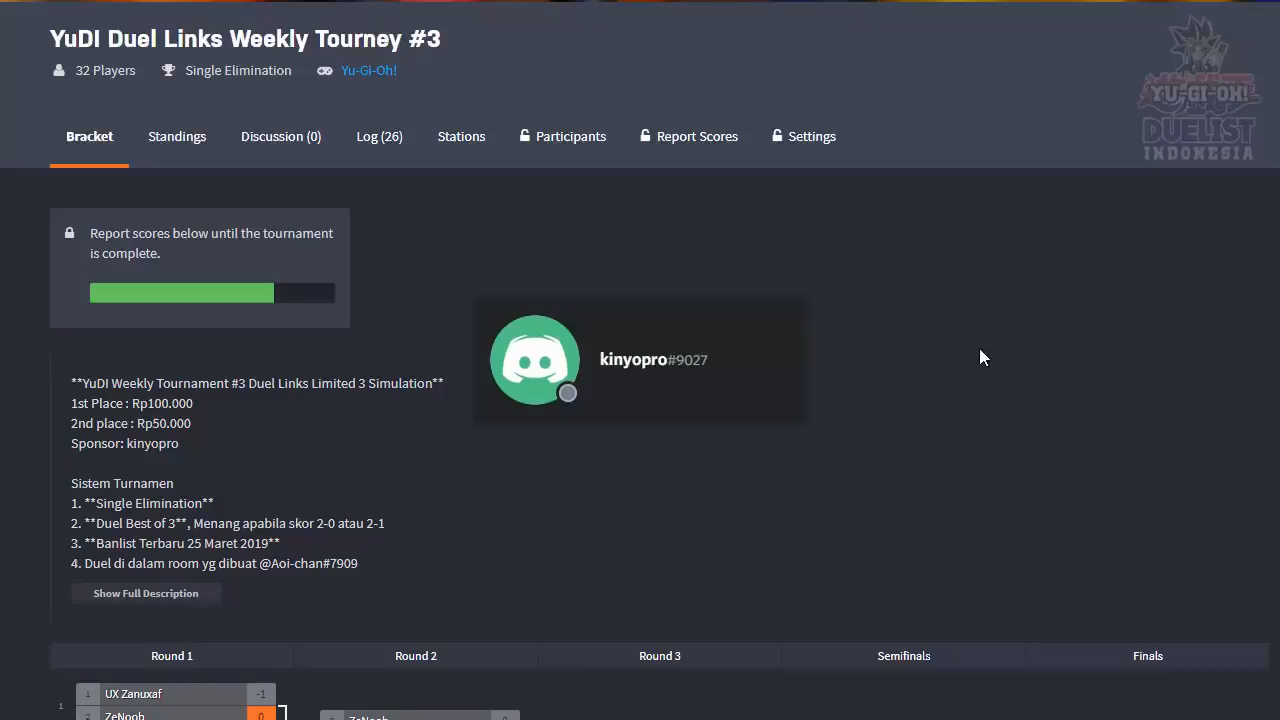 YuDI Duel Links Weekly Tourney #3
32 Players Single Elimination Yu-Gi-Oh!
YU-GI-OH!
DUELIST
INDONESIA
Bracket Standings Discussion (0) Log (26) Stations Participants Report Scores Settings
Report scores below until the tournament
is complete.
kinyopro#9027
**YuDI Weekly Tournament #3 Duel Links Limited 3 Simulation**
1st Place : Rp100.000
2nd place : Rp50.000
Sponsor: kinyopro
Sistem Turnamen
1. **Single Elimination**
2. **Duel Best of 3**, Menang apabila skor 2-0 atau 2-1
3. **Banlist Terbaru 25 Maret 2019**
4. Duel di dalam room yg dibuat @Aoi-chan#7909
Show Full Description
Round 1 Round 2 Round 3 Semifinals Finals
1 1 UX Zanuxaf -1
2 ZeNoob 0
ZeNoob 0